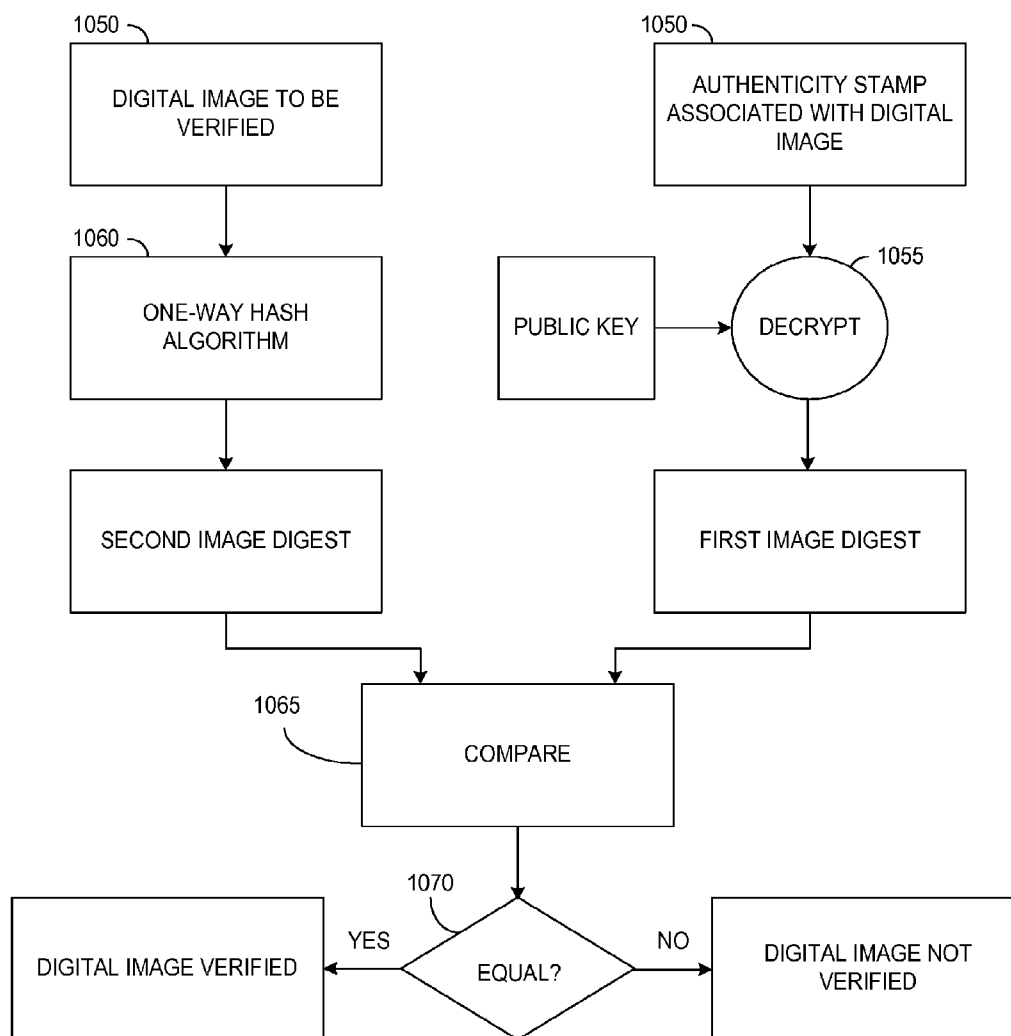 1050
DIGITAL IMAGE TO BE
VERIFIED
1050
AUTHENTICITY STAMP
ASSOCIATED WITH DIGITAL
IMAGE
1060
ONE-WAY HASH
ALGORITHM
PUBLIC KEY
1055
DECRYPT
SECOND IMAGE DIGEST
FIRST IMAGE DIGEST
1065
COMPARE
1070
EQUAL?
YES
DIGITAL IMAGE VERIFIED
NO
DIGITAL IMAGE NOT
VERIFIED